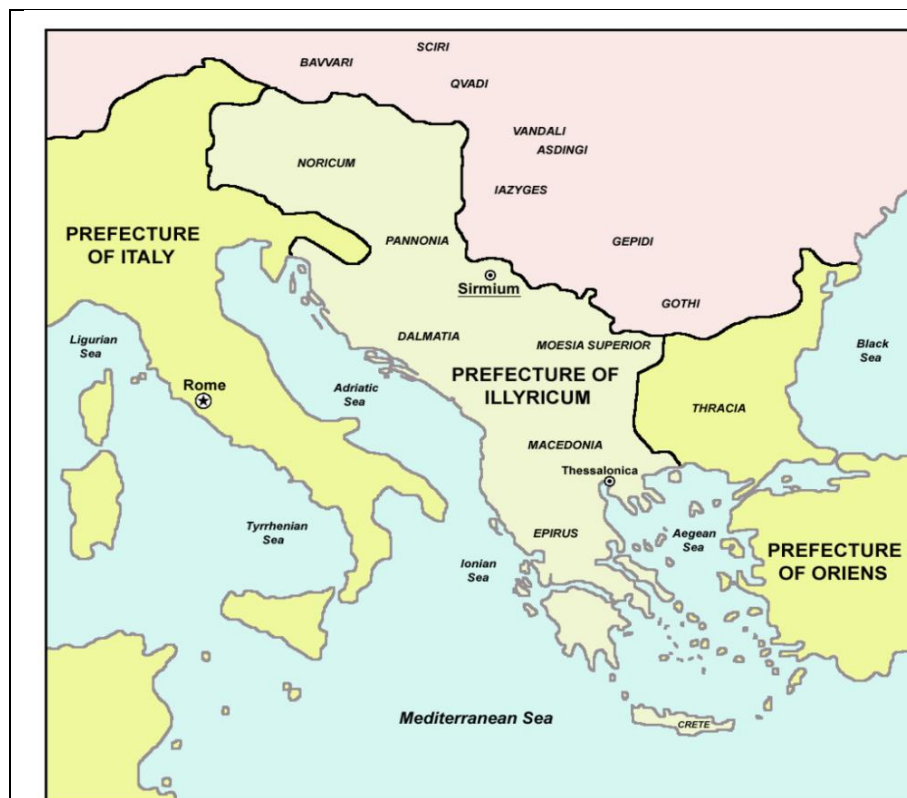 SCIRI
BAVVARI
QVADI
VANDALI
ASDINGI
NORICUM
IAZYGES
PREFECTURE
OF ITALY
PANNONIA
GEPIDI
Sirmium
GOTHI
Ligurian
Sea
DALMATIA
MOESIA SUPERIOR
Black
Sea
PREFECTURE OF
ILLYRICUM
Rome
Adriatic
Sea
THRACIA
MACEDONIA
Thessalonica
Tyrrhenian
Sea
EPIRUS
Aegean
Sea
Ionian
Sea
PREFECTURE
OF ORIENS
Mediterranean Sea
CRETE